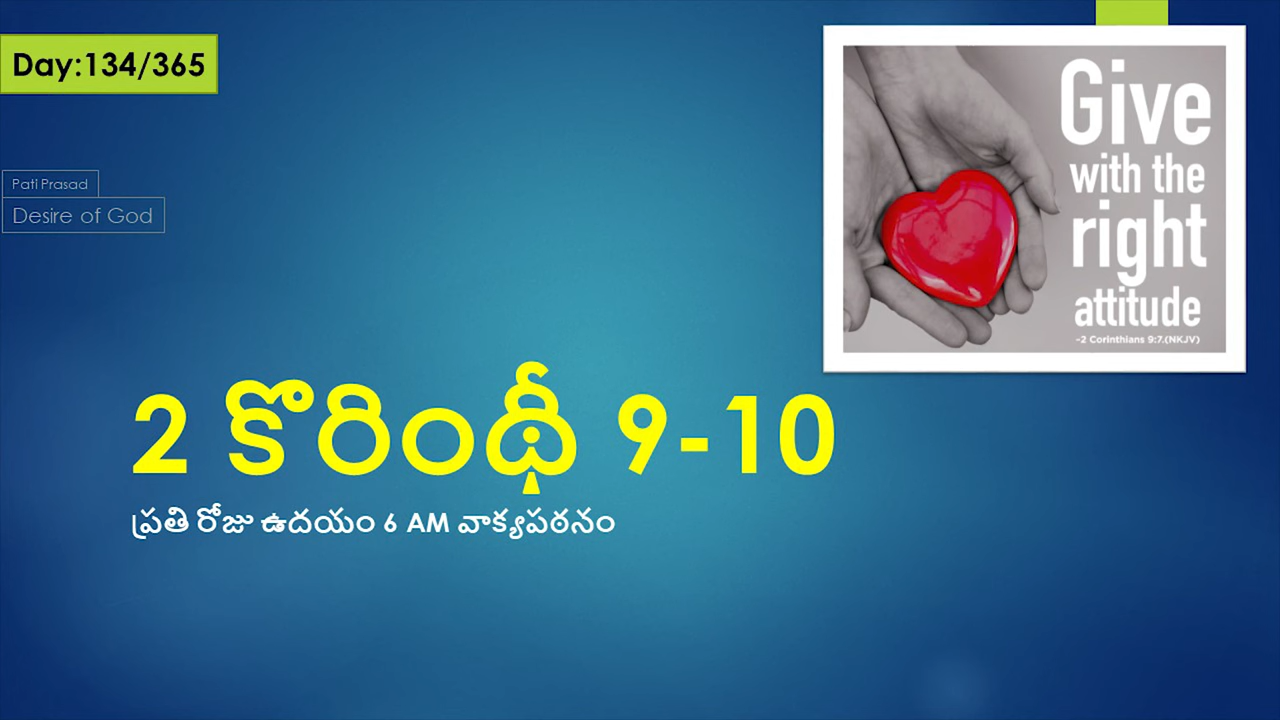 Day:134/365
Pati Prasad
Desire of God
Give
with the
right
attitude
-2 Corinthians 9:7.(NKJV)
2 కొరింథీ 9-10
ప్రతి రోజు ఉదయం 6 AM వాక్యపఠనం